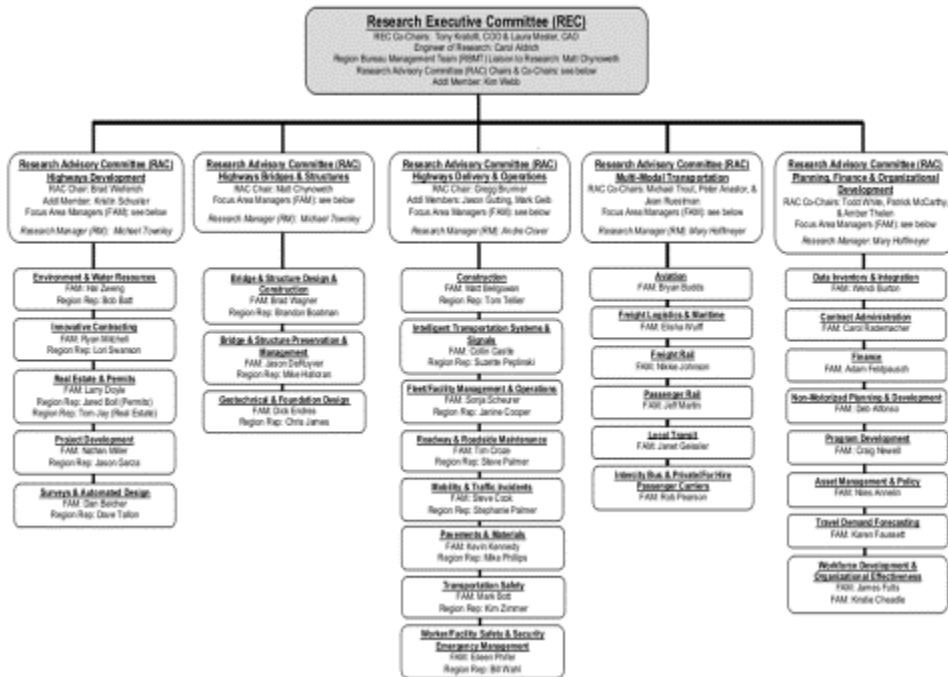 Research Executive Committee (REC)
REC Co-Chairs: Tony Kratofil, COO & Laura Mester, CAO
Engineer of Research: Carol Aldrich
Region Bureau Management Team (RBMT) Liaison to Research: Matt Chynoweth
Research Advisory Committee (RAC) Chairs & Co-Chairs: see below
Addl Member: Kim Webb
Research Advisory Committee (RAC)
Highways Development
RAC Chair: Brad Wieferich
Addl Member: Kristin Schuster
Focus Area Managers (FAM): see below
Research Manager (RM): Michael Townley
Environment & Water Resources
FAM: Hal Zweng
Region Rep: Bob Batt
Innovative Contracting
FAM: Ryan Mitchell
Region Rep: Lori Swanson
Real Estate & Permits
FAM: Larry Doyle
Region Rep: Jared Boll (Permits)
Region Rep: Tom Jay (Real Estate)
Project Development
FAM: Nathan Miller
Region Rep: Jason Garza
Surveys & Automated Design
FAM: Dan Belcher
Region Rep: Dave Tallon
Research Advisory Committee (RAC)
Highways Bridges & Structures
RAC Chair: Matt Chynoweth
Focus Area Managers (FAM): see below
Research Manager (RM): Michael Townley
Bridge & Structure Design &
Construction
FAM: Brad Wagner
Region Rep: Brandon Boatman
Bridge & Structure Preservation &
Management
FAM: Jason DeRuyver
Region Rep: Mike Halloran
Geotechnical & Foundation Design
FAM: Dick Endres
Region Rep: Chris James
Research Advisory Committee (RAC)
Highways Delivery & Operations
RAC Chair: Gregg Brunner
Addl Members: Jason Gutting, Mark Geib
Focus Area Managers (FAM): see below
Research Manager (RM): Andre Clover
Construction
FAM: Matt Beligowan
Region Rep: Tom Tellier
Intelligent Transportation Systems &
Signals
FAM: Collin Castle
Region Rep: Suzette Peplinski
Fleet/Facility Management & Operations
FAM: Sonja Scheurer
Region Rep: Janine Cooper
Roadway & Roadside Maintenance
FAM: Tim Croze
Region Rep: Steve Palmer
Mobility & Traffic Incidents
FAM: Steve Cook
Region Rep: Stephanie Palmer
Pavements & Materials
FAM: Kevin Kennedy
Region Rep: Mike Phillips
Transportation Safety
FAM: Mark Bott
Region Rep: Kim Zimmer
Worker/Facility Safety & Security
Emergency Management
FAM: Eileen Phifer
Region Rep: Bill Wahl
Research Advisory Committee (RAC)
Multi-Modal Transportation
RAC Co-Chairs: Michael Trout, Peter Anastor, &
Jean Ruestman
Focus Area Managers (FAM): see below
Research Manager (RM): Mary Hoffmeyer
Aviation
FAM: Bryan Budds
Freight Logistics & Maritime
FAM: Elisha Wulff
Freight Rail
FAM: Nikkie Johnson
Passenger Rail
FAM: Jeff Martin
Local Transit
FAM: Janet Geissler
Intercity Bus & Private/For Hire
Passenger Carriers
FAM: Rob Pearson
Research Advisory Committee (RAC)
Planning, Finance & Organizational
Development
RAC Co-Chairs: Todd White, Patrick McCarthy,
& Amber Thelen
Focus Area Managers (FAM): see below
Research Manager: Mary Hoffmeyer
Data Inventory & Integration
FAM: Wendi Burton
Contract Administration
FAM: Carol Rademacher
Finance
FAM: Adam Feldpausch
Non-Motorized Planning & Development
FAM: Deb Alfonso
Program Development
FAM: Craig Newell
Asset Management & Policy
FAM: Niles Annelin
Travel Demand Forecasting
FAM: Karen Faussett
Workforce Development &
Organizational Effectiveness
FAM: James Fults
FAM: Kristie Cheadle